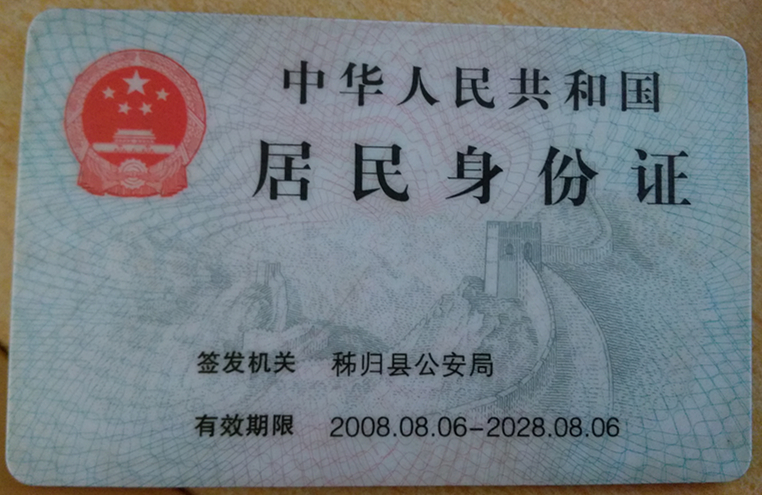 中华人民共和国
居民身份证
签发机关 秭归县公安局
有效期限 2008.08.06-2028.08.06